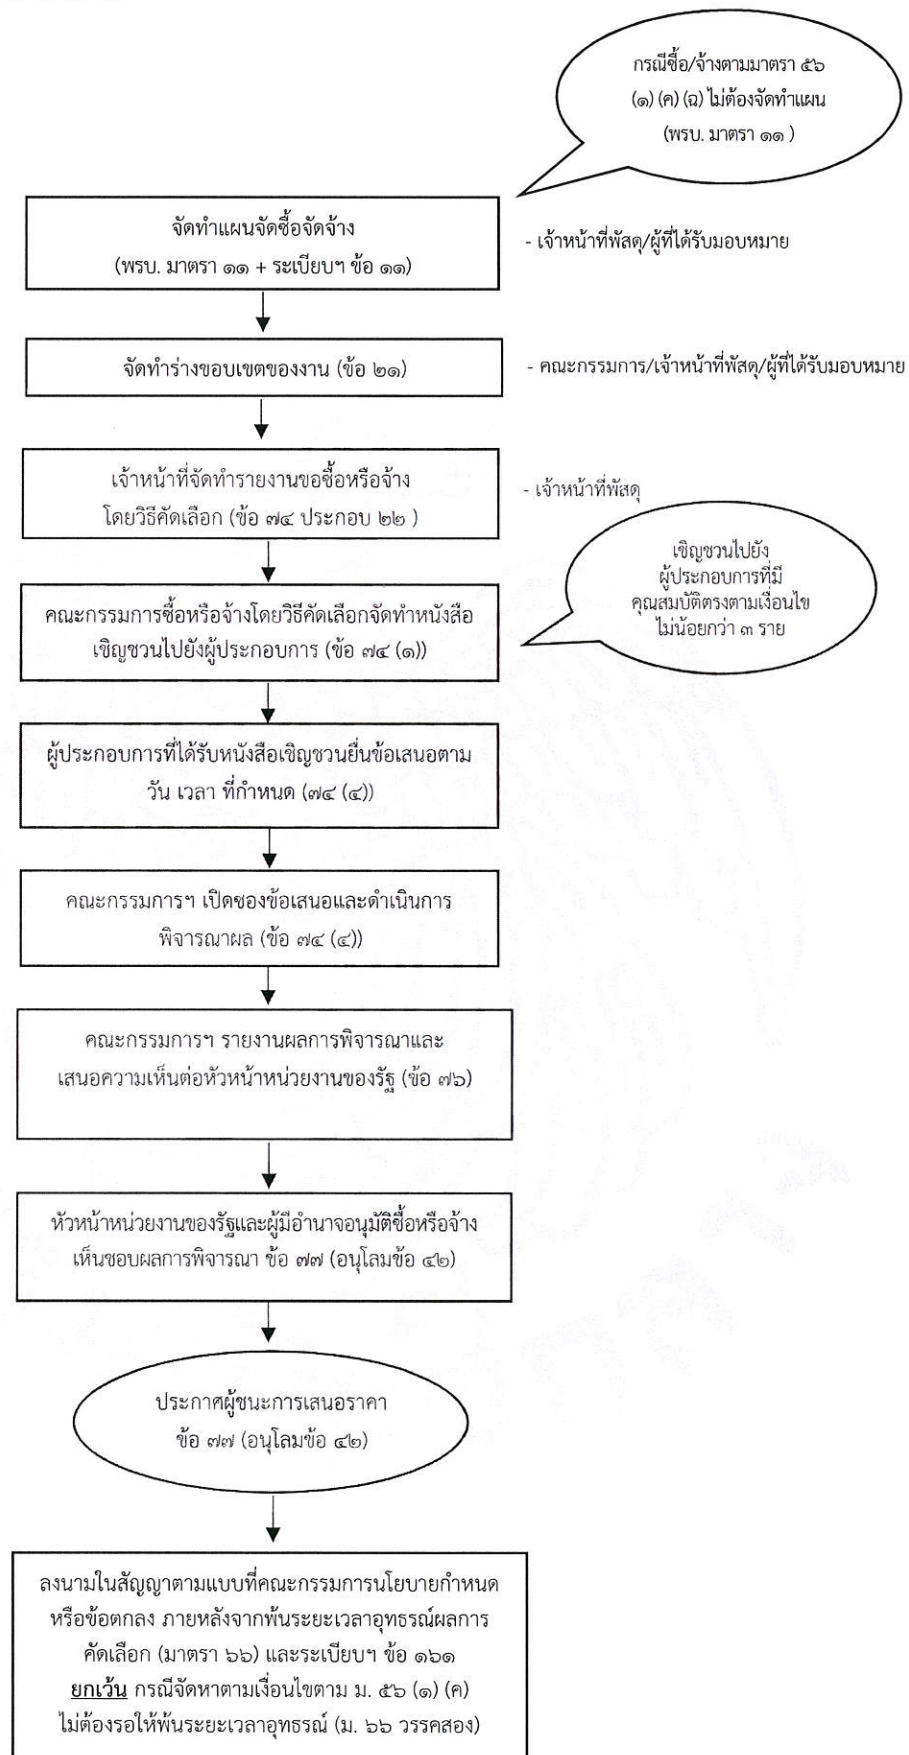 กรณีซื้อ/จ้างตามมาตรา ๕๖
(๑) (ค) (ฉ) ไม่ต้องจัดทำแผน
(พรบ. มาตรา ๑๑ )
จัดทำแผนจัดซื้อจัดจ้าง
(พรบ. มาตรา ๑๑ + ระเบียบฯ ข้อ ๑๑)
- เจ้าหน้าที่พัสดุ/ผู้ที่ได้รับมอบหมาย
จัดทำร่างขอบเขตของงาน (ข้อ ๒๑)
- คณะกรรมการ/เจ้าหน้าที่พัสดุ/ผู้ที่ได้รับมอบหมาย
เจ้าหน้าที่จัดทำรายงานขอซื้อหรือจ้าง
โดยวิธีคัดเลือก (ข้อ ๗๔ ประกอบ ๒๒ )
- เจ้าหน้าที่พัสดุ
เชิญชวนไปยัง
ผู้ประกอบการที่มี
คุณสมบัติตรงตามเงื่อนไข
ไม่น้อยกว่า ๓ ราย
คณะกรรมการซื้อหรือจ้างโดยวิธีคัดเลือกจัดทำหนังสือ
เชิญชวนไปยังผู้ประกอบการ (ข้อ ๗๔ (๑))
ผู้ประกอบการที่ได้รับหนังสือเชิญชวนยื่นข้อเสนอตาม
วัน เวลา ที่กำหนด (๗๔ (๔))
คณะกรรมการฯ เปิดซองข้อเสนอและดำเนินการ
พิจารณาผล (ข้อ ๗๔ (๔))
คณะกรรมการฯ รายงานผลการพิจารณาและ
เสนอความเห็นต่อหัวหน้าหน่วยงานของรัฐ (ข้อ ๗๖)
หัวหน้าหน่วยงานของรัฐและผู้มีอำนาจอนุมัติซื้อหรือจ้าง
เห็นชอบผลการพิจารณา ข้อ ๗๗ (อนุโลมข้อ ๔๒)
ประกาศผู้ชนะการเสนอราคา
ข้อ ๗๗ (อนุโลมข้อ ๔๒)
ลงนามในสัญญาตามแบบที่คณะกรรมการนโยบายกำหนด
หรือข้อตกลง ภายหลังจากพ้นระยะเวลาอุทธรณ์ผลการ
คัดเลือก (มาตรา ๖๖) และระเบียบฯ ข้อ ๑๖๑
ยกเว้น กรณีจัดหาตามเงื่อนไขตาม ม. ๕๖ (๑) (ค)
ไม่ต้องรอให้พ้นระยะเวลาอุทธรณ์ (ม. ๖๖ วรรคสอง)